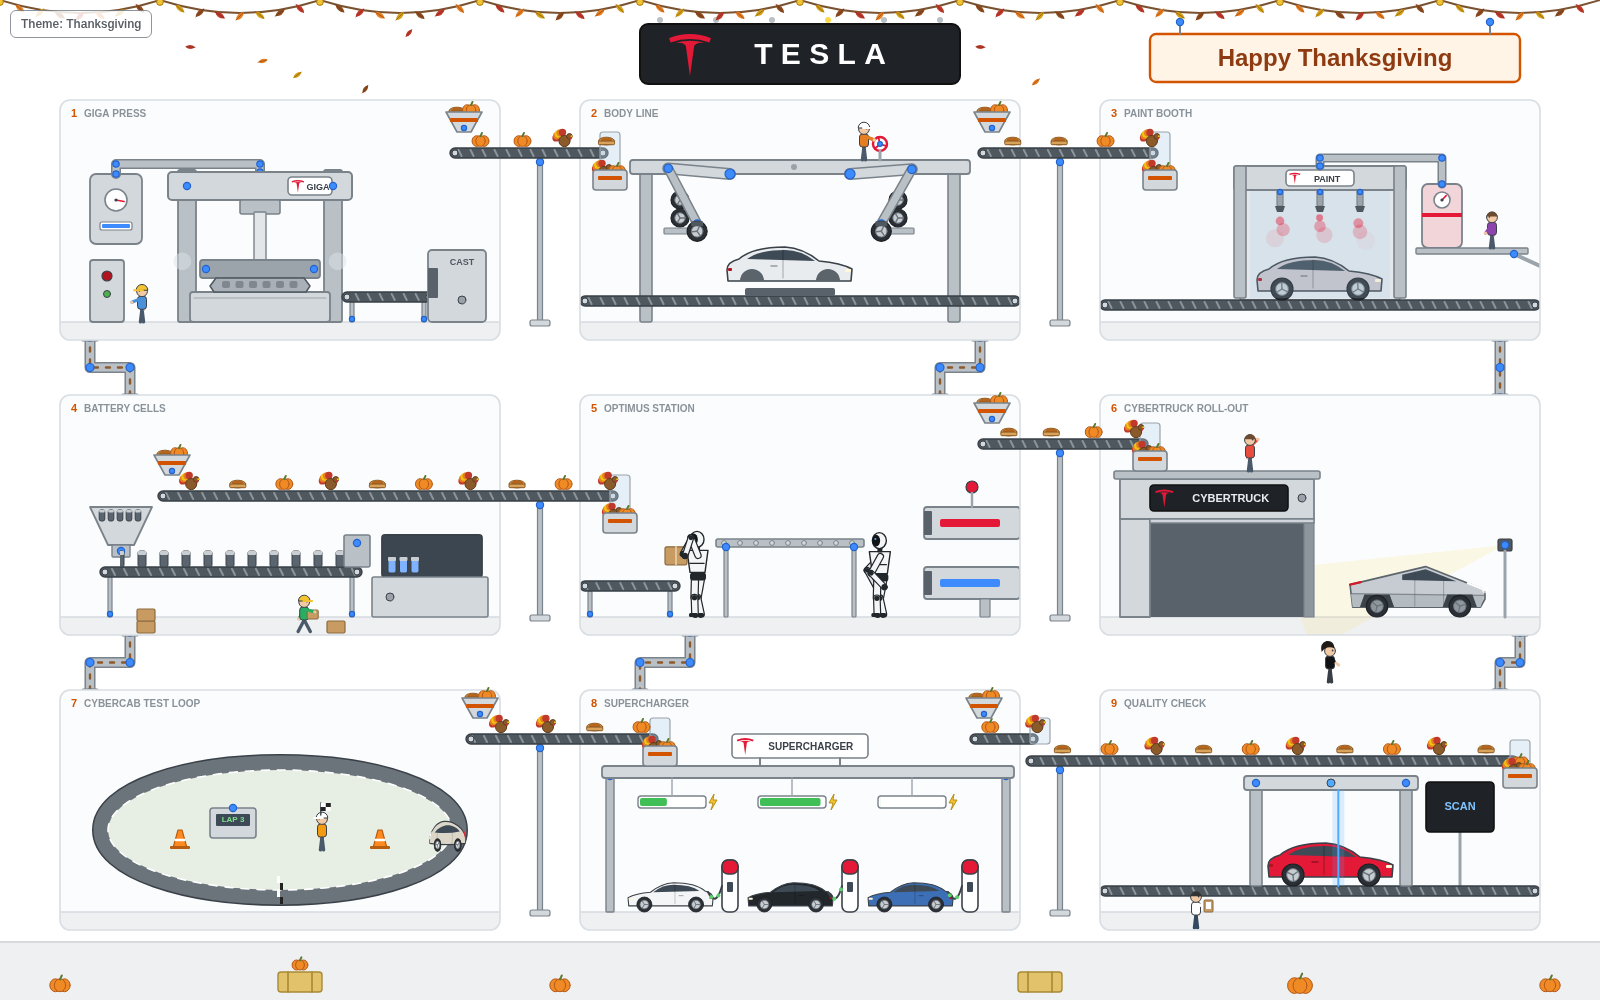 Theme: Thanksgiving
TESLA
Happy Thanksgiving
1 GIGA PRESS
GIGA
CAST
2 BODY LINE
3 PAINT BOOTH
PAINT
4 BATTERY CELLS
5 OPTIMUS STATION
6 CYBERTRUCK ROLL-OUT
CYBERTRUCK
7 CYBERCAB TEST LOOP
LAP 3
8 SUPERCHARGER
SUPERCHARGER
9 QUALITY CHECK
SCAN